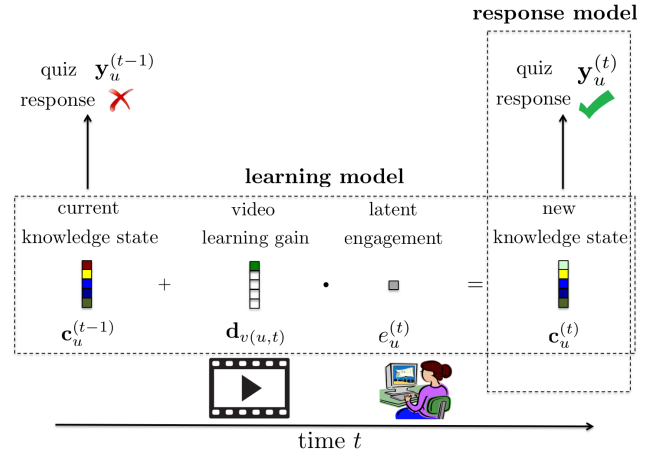 response model
quiz y_u^{(t−1)}
response
quiz y_u^{(t)}
response
learning model
current
knowledge state
video
learning gain
latent
engagement
new
knowledge state
+ • =
c_u^{(t−1)}
d_{v(u,t)}
e_u^{(t)}
c_u^{(t)}
time t